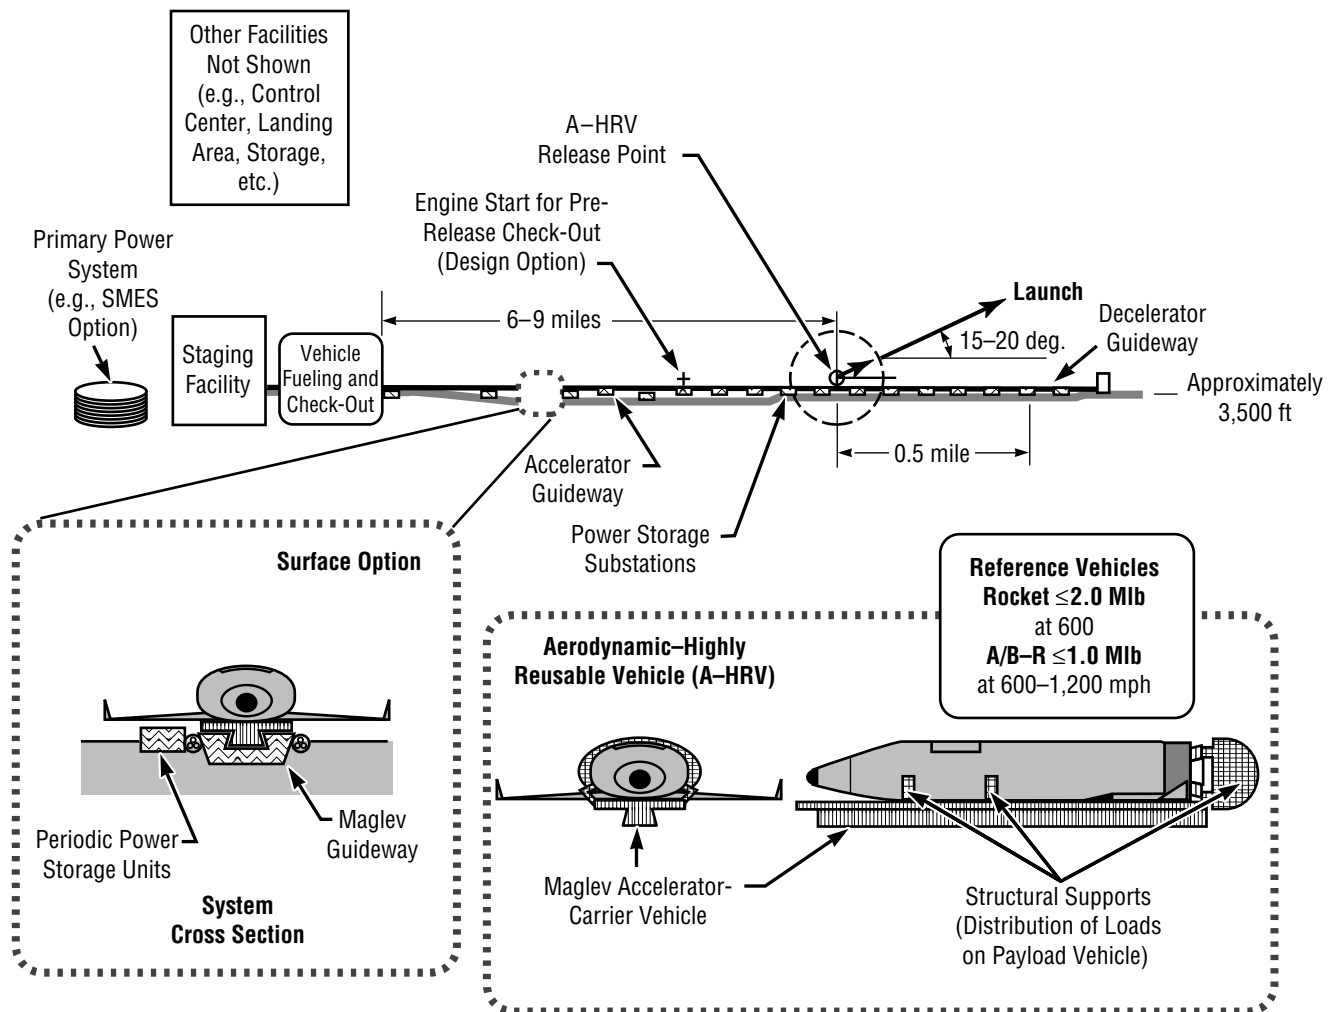 Other Facilities
Not Shown
(e.g., Control
Center, Landing
Area, Storage,
etc.)
A–HRV
Release Point
Engine Start for Pre-
Release Check-Out
(Design Option)
Primary Power
System
(e.g., SMES
Option)
Launch
6–9 miles
15–20 deg.
Decelerator
Guideway
Staging
Facility
Vehicle
Fueling and
Check-Out
Approximately
3,500 ft
0.5 mile
Accelerator
Guideway
Power Storage
Substations
Surface Option
Periodic Power
Storage Units
Maglev
Guideway
System
Cross Section
Reference Vehicles
Rocket ≤2.0 Mlb
at 600
A/B–R ≤1.0 Mlb
at 600–1,200 mph
Aerodynamic–Highly
Reusable Vehicle (A–HRV)
Maglev Accelerator-
Carrier Vehicle
Structural Supports
(Distribution of Loads
on Payload Vehicle)